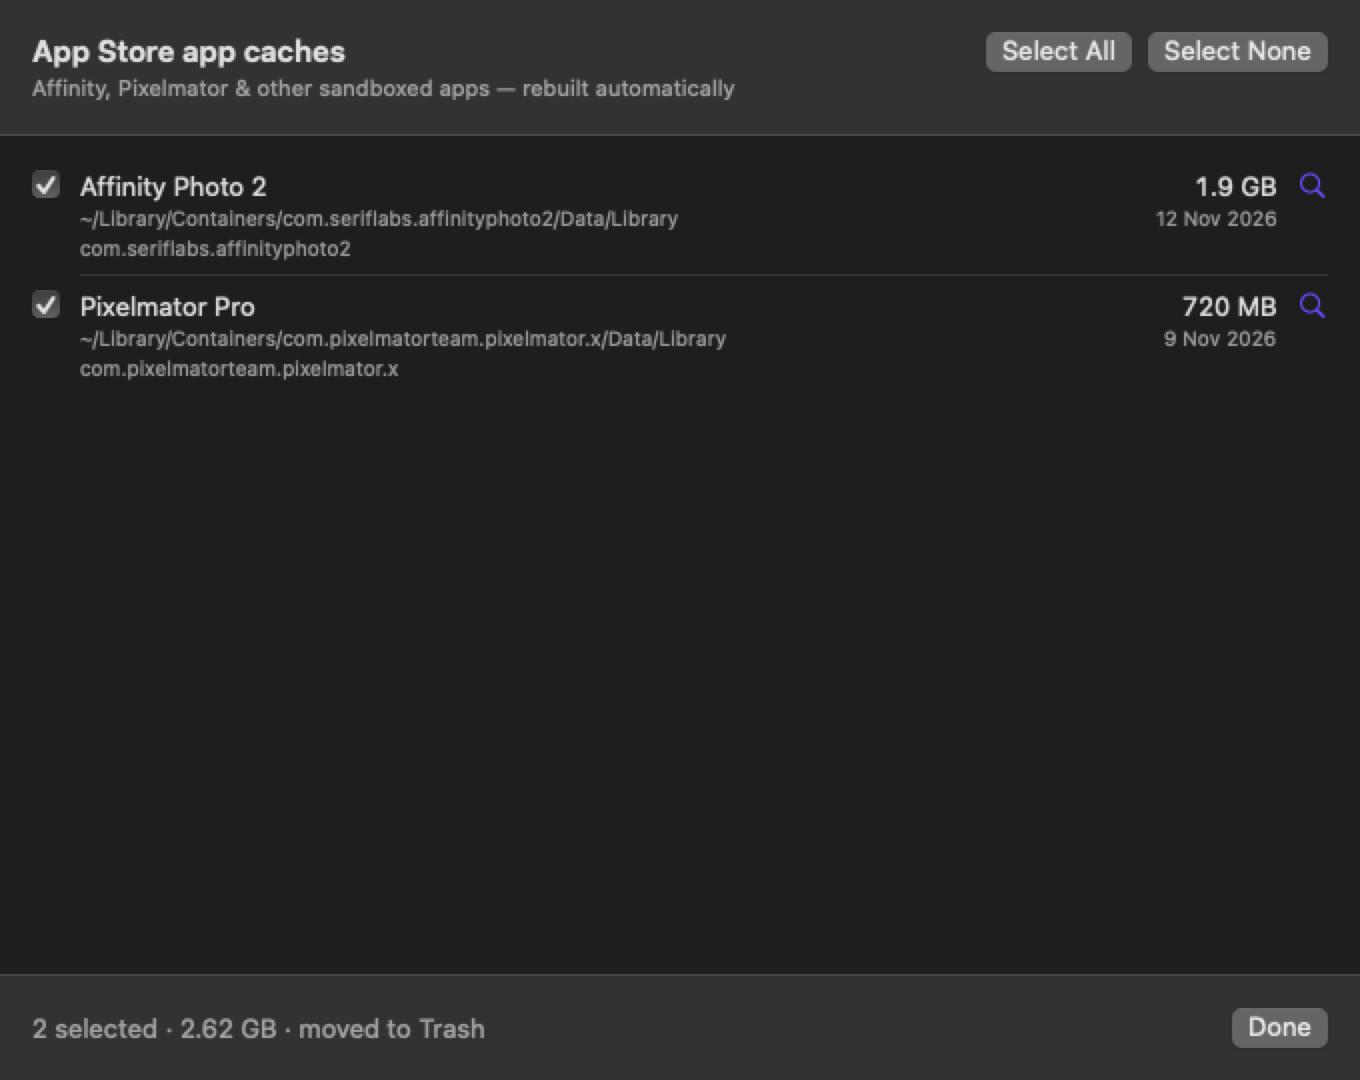 App Store app caches
Select All
Select None
Affinity, Pixelmator & other sandboxed apps — rebuilt automatically
Affinity Photo 2
1.9 GB
~/Library/Containers/com.seriflabs.affinityphoto2/Data/Library
12 Nov 2026
com.seriflabs.affinityphoto2
Pixelmator Pro
720 MB
~/Library/Containers/com.pixelmatorteam.pixelmator.x/Data/Library
9 Nov 2026
com.pixelmatorteam.pixelmator.x
2 selected · 2.62 GB · moved to Trash
Done